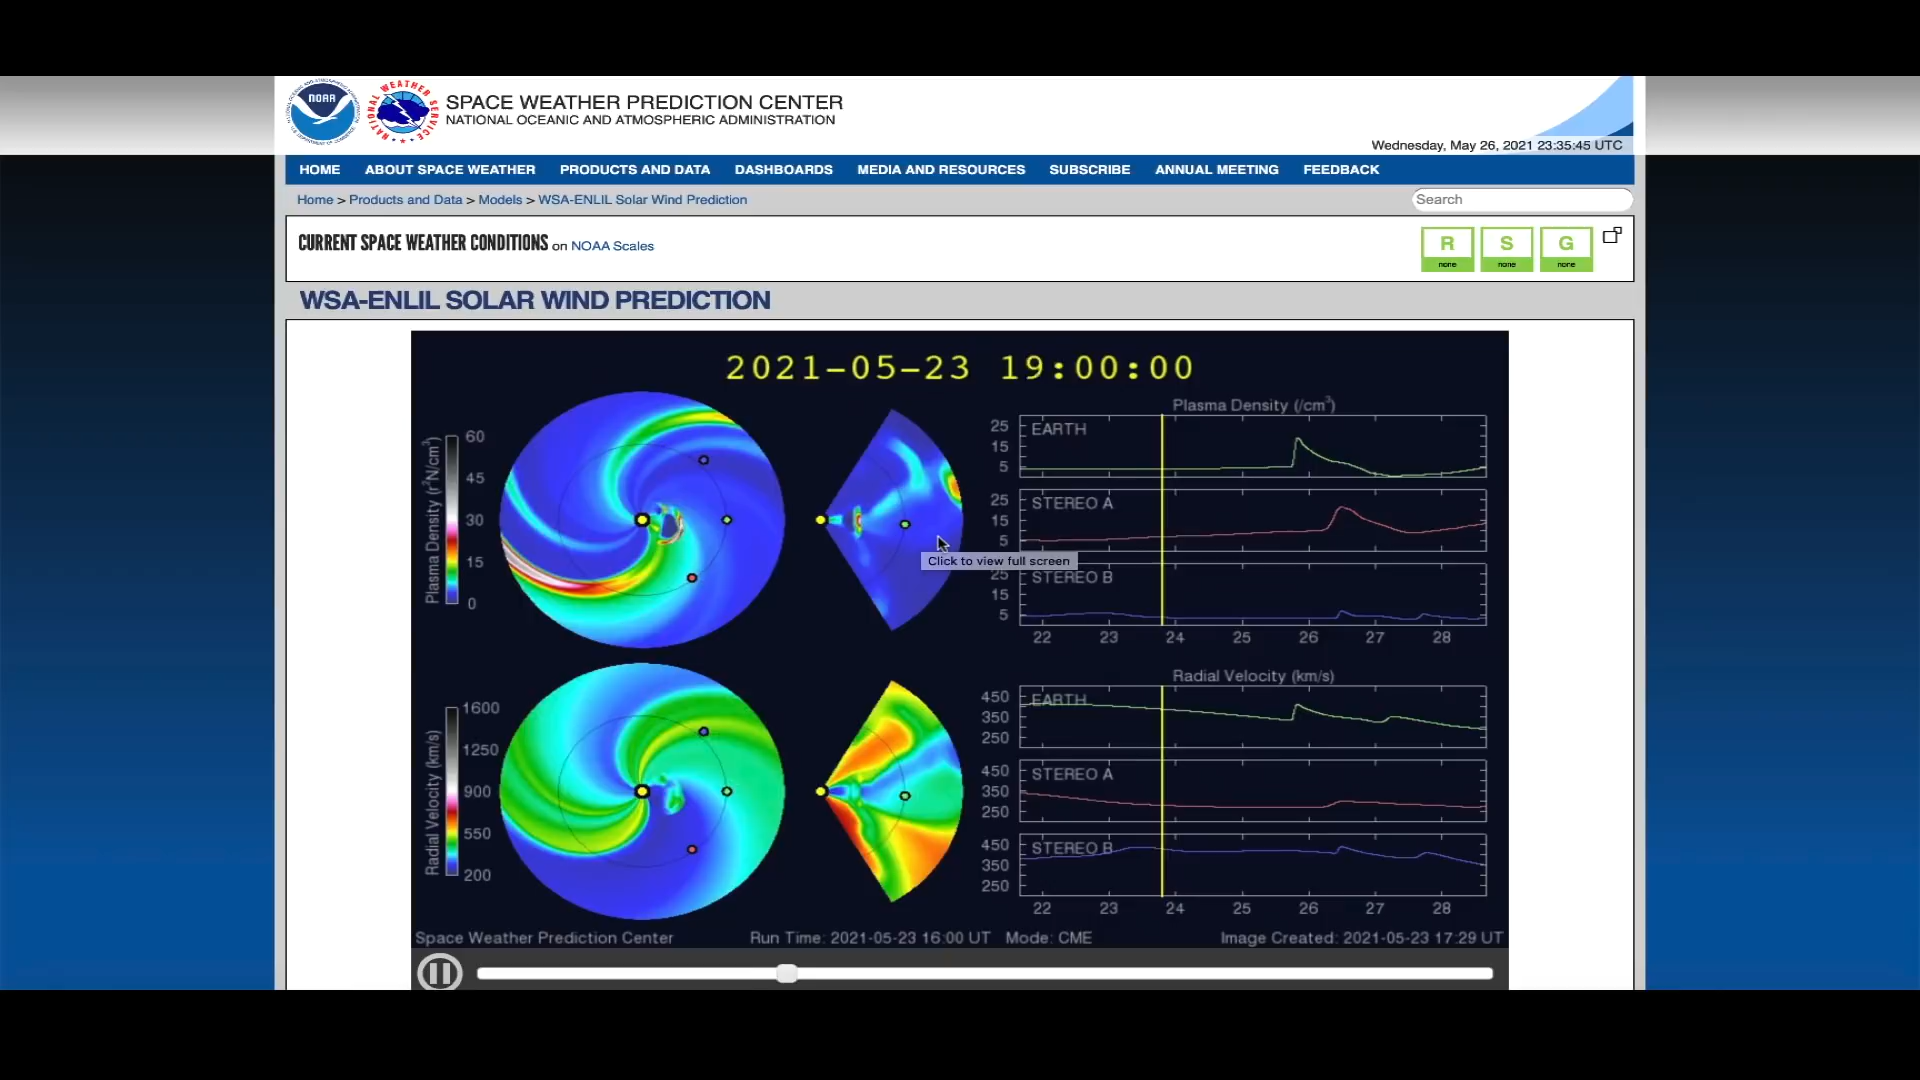 NOAA
NATIONAL WEATHER SERVICE
SPACE WEATHER PREDICTION CENTER
NATIONAL OCEANIC AND ATMOSPHERIC ADMINISTRATION
Wednesday, May 26, 2021 23:35:45 UTC
HOME ABOUT SPACE WEATHER PRODUCTS AND DATA DASHBOARDS MEDIA AND RESOURCES SUBSCRIBE ANNUAL MEETING FEEDBACK
Home > Products and Data > Models > WSA-ENLIL Solar Wind Prediction
Search
CURRENT SPACE WEATHER CONDITIONS on NOAA Scales
R S G
none none none
WSA-ENLIL SOLAR WIND PREDICTION
2021-05-23 19:00:00
Plasma Density (r²N/cm³)
60
45
30
15
0
Plasma Density (/cm³)
25
15
5
EARTH
25
15
5
STEREO A
Click to view full screen
25
15
5
STEREO B
22 23 24 25 26 27 28
Radial Velocity (km/s)
1600
1250
900
550
200
Radial Velocity (km/s)
450
350
250
EARTH
450
350
250
STEREO A
450
350
250
STEREO B
22 23 24 25 26 27 28
Space Weather Prediction Center Run Time: 2021-05-23 16:00 UT Mode: CME Image Created: 2021-05-23 17:29 UT